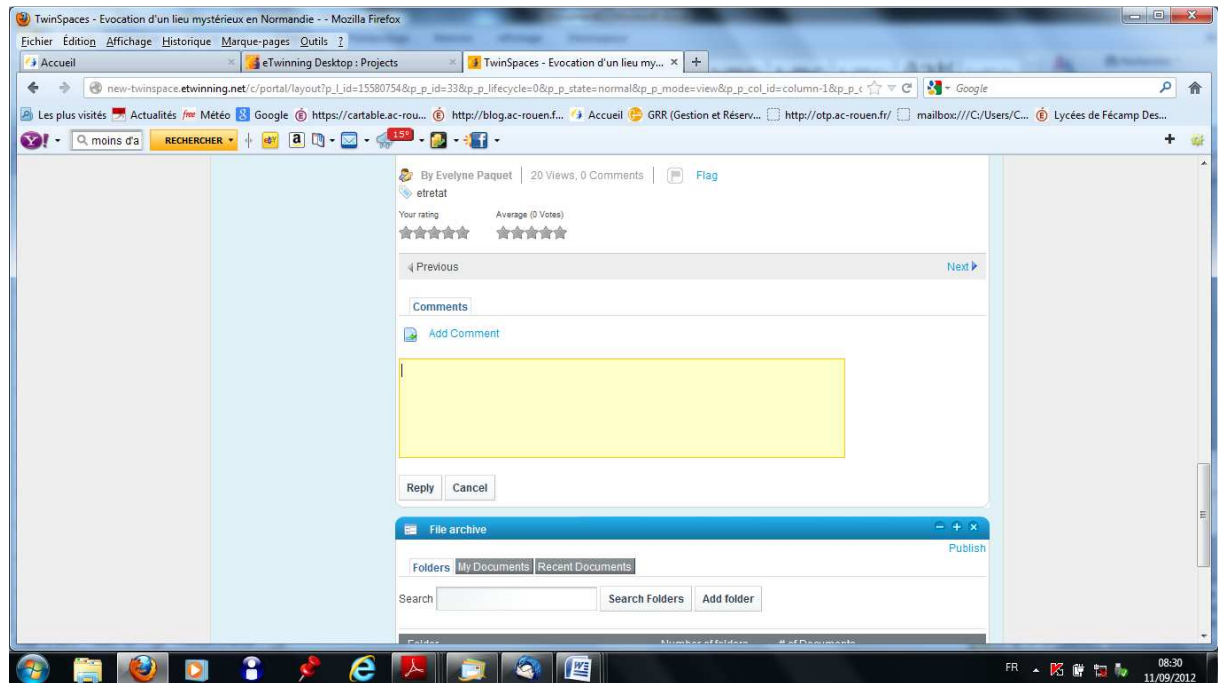 TwinSpaces - Evocation d'un lieu mystérieux en Normandie - - Mozilla Firefox
Fichier Édition Affichage Historique Marque-pages Outils ?
Accueil eTwinning Desktop : Projects TwinSpaces - Evocation d'un lieu my...
new-twinspace.etwinning.net/c/portal/layout?p_l_id=15580754&p_p_id=33&p_p_lifecycle=0&p_p_state=normal&p_p_mode=view&p_p_col_id=column-1&p_p_c Google
Les plus visités Actualités Météo Google https://cartable.ac-rou... http://blog.ac-rouen.f... Accueil GRR (Gestion et Réserv... http://otp.ac-rouen.fr/ mailbox:///C:/Users/C... Lycées de Fécamp Des...
Y! moins d'a RECHERCHER 15°
By Evelyne Paquet 20 Views, 0 Comments Flag
etretat
Your rating Average (0 Votes)
Previous Next
Comments
Add Comment
Reply Cancel
File archive
Publish
Folders My Documents Recent Documents
Search Search Folders Add folder
Folder Number of folders # of Documents
FR 08:30
11/09/2012